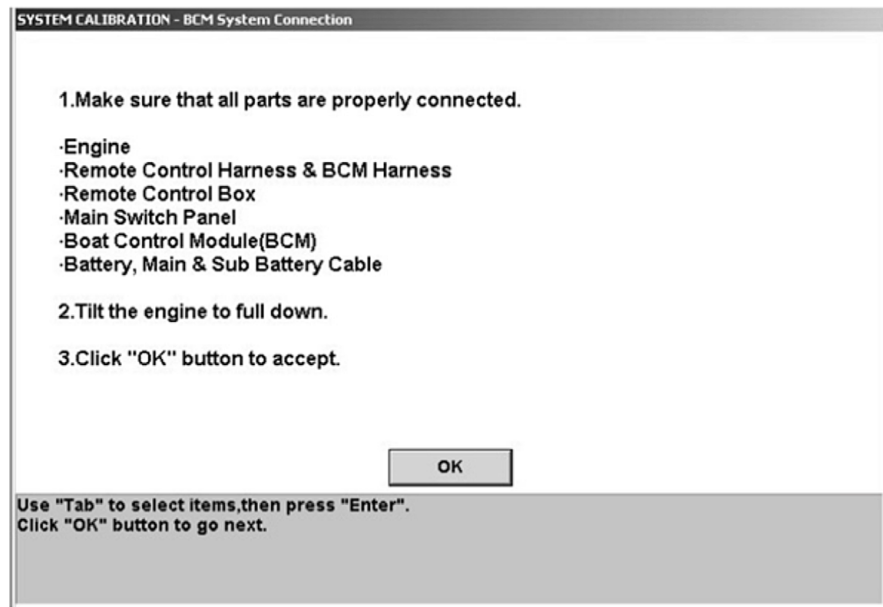 SYSTEM CALIBRATION - BCM System Connection
1.Make sure that all parts are properly connected.
·Engine
·Remote Control Harness & BCM Harness
·Remote Control Box
·Main Switch Panel
·Boat Control Module(BCM)
·Battery, Main & Sub Battery Cable
2.Tilt the engine to full down.
3.Click "OK" button to accept.
OK
Use "Tab" to select items,then press "Enter".
Click "OK" button to go next.